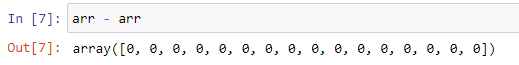 In [7]: arr - arr
Out[7]: array([0, 0, 0, 0, 0, 0, 0, 0, 0, 0, 0, 0, 0, 0, 0, 0])